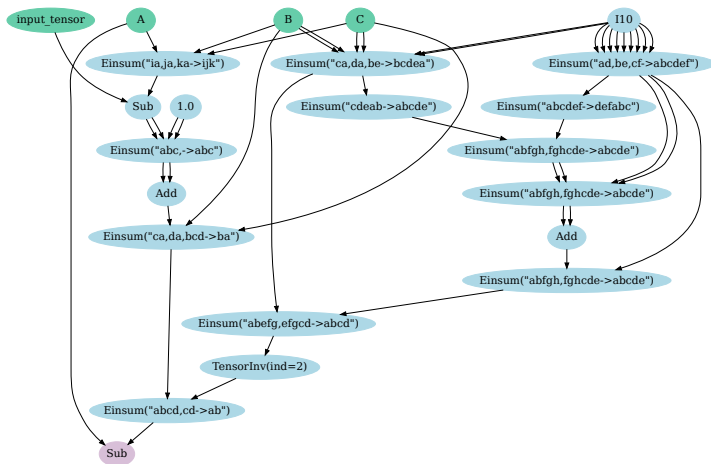 input_tensor
A
B
C
I10
Einsum("ia,ja,ka->ijk")
Einsum("ca,da,be->bcdea")
Einsum("ad,be,cf->abcdef")
Sub
1.0
Einsum("cdeab->abcde")
Einsum("abcdef->defabc")
Einsum("abc,->abc")
Einsum("abfgh,fghcde->abcde")
Add
Einsum("abfgh,fghcde->abcde")
Einsum("ca,da,bcd->ba")
Add
Einsum("abfgh,fghcde->abcde")
Einsum("abefg,efgcd->abcd")
TensorInv(ind=2)
Einsum("abcd,cd->ab")
Sub